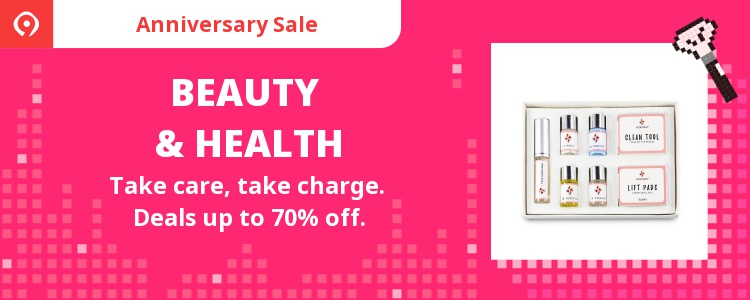 Anniversary Sale
BEAUTY
& HEALTH
Take care, take charge.
Deals up to 70% off.
CLEAN TOOL
LIFT PADS